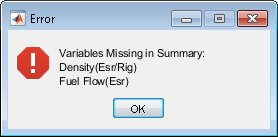 Error
Variables Missing in Summary:
Density(Esr/Rig)
Fuel Flow(Esr)
OK